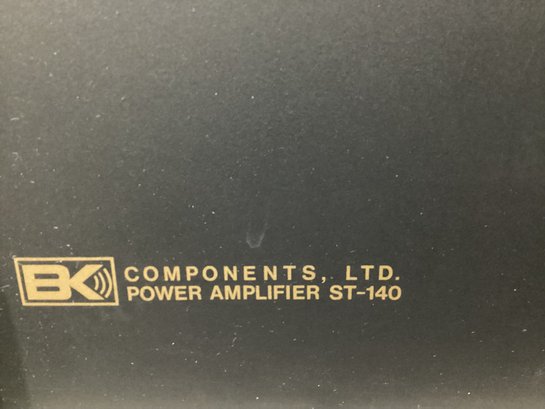 BK
COMPONENTS, LTD.
POWER AMPLIFIER ST-140